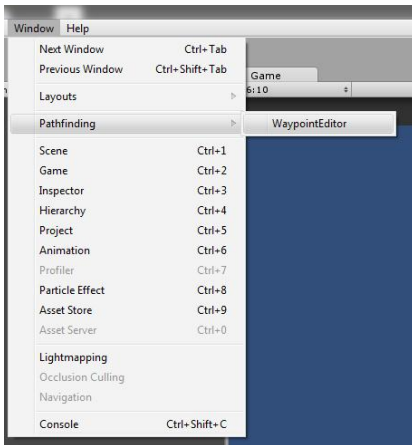 Window Help
Next Window Ctrl+Tab
Previous Window Ctrl+Shift+Tab
Game
6:10
Layouts
Pathfinding WaypointEditor
Scene Ctrl+1
Game Ctrl+2
Inspector Ctrl+3
Hierarchy Ctrl+4
Project Ctrl+5
Animation Ctrl+6
Profiler Ctrl+7
Particle Effect Ctrl+8
Asset Store Ctrl+9
Asset Server Ctrl+0
Lightmapping
Occlusion Culling
Navigation
Console Ctrl+Shift+C